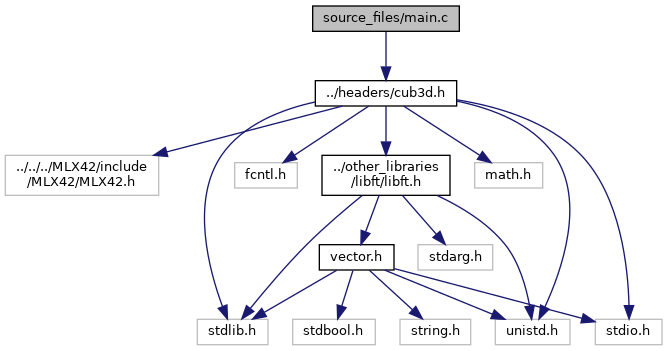 source_files/main.c
../headers/cub3d.h
../../../MLX42/include
/MLX42/MLX42.h
fcntl.h
../other_libraries
/libft/libft.h
math.h
vector.h
stdarg.h
stdlib.h
stdbool.h
string.h
unistd.h
stdio.h